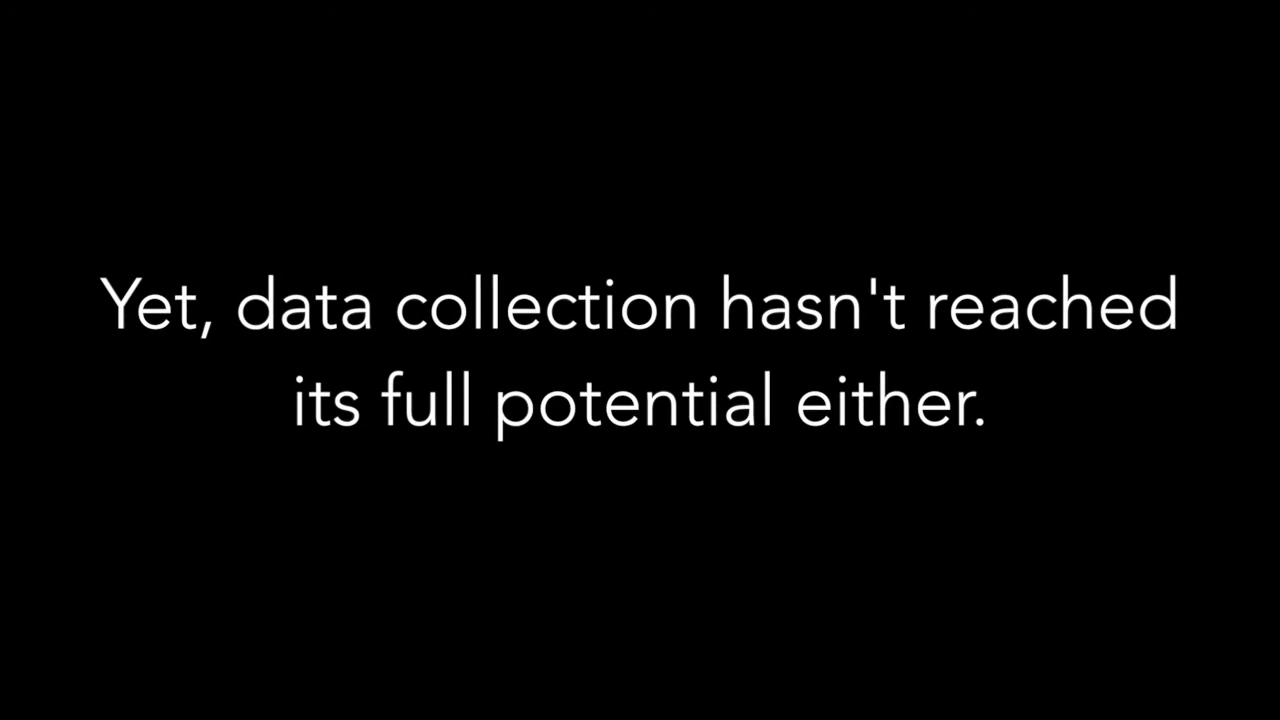 Yet, data collection hasn't reached
its full potential either.